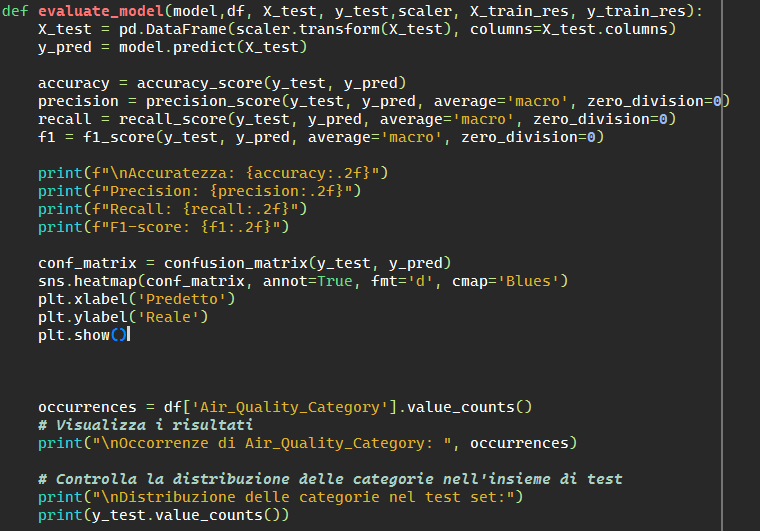 def evaluate_model(model,df, X_test, y_test,scaler, X_train_res, y_train_res):
    X_test = pd.DataFrame(scaler.transform(X_test), columns=X_test.columns)
    y_pred = model.predict(X_test)

    accuracy = accuracy_score(y_test, y_pred)
    precision = precision_score(y_test, y_pred, average='macro', zero_division=0)
    recall = recall_score(y_test, y_pred, average='macro', zero_division=0)
    f1 = f1_score(y_test, y_pred, average='macro', zero_division=0)

    print(f"\nAccuratezza: {accuracy:.2f}")
    print(f"Precision: {precision:.2f}")
    print(f"Recall: {recall:.2f}")
    print(f"F1-score: {f1:.2f}")

    conf_matrix = confusion_matrix(y_test, y_pred)
    sns.heatmap(conf_matrix, annot=True, fmt='d', cmap='Blues')
    plt.xlabel('Predetto')
    plt.ylabel('Reale')
    plt.show()

    occurrences = df['Air_Quality_Category'].value_counts()
    # Visualizza i risultati
    print("\nOccorrenze di Air_Quality_Category: ", occurrences)

    # Controlla la distribuzione delle categorie nell'insieme di test
    print("\nDistribuzione delle categorie nel test set:")
    print(y_test.value_counts())